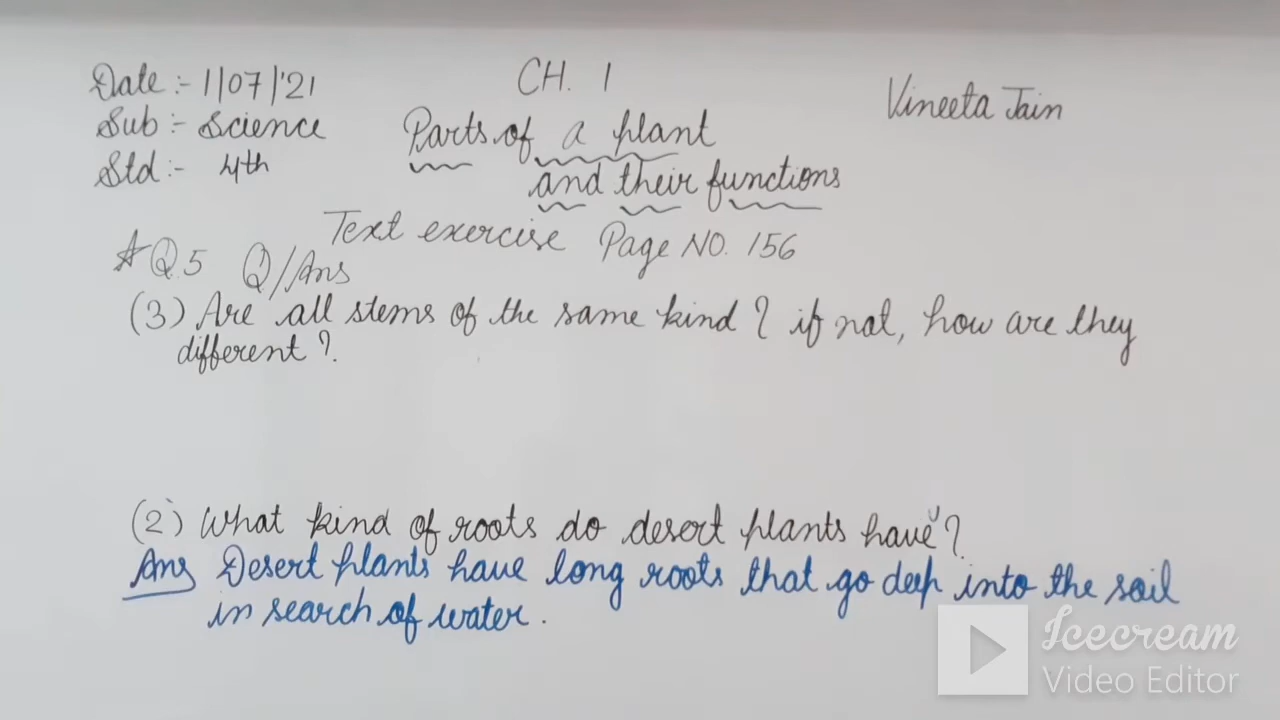 Date :- 1/07/'21
Sub :- Science
Std :- 4th
CH. 1
Parts of a plant
and their functions
Vineeta Jain
Text exercise Page NO. 156
* Q.5 Q/Ans
(3) Are all stems of the same kind ? if not, how are they
different ?.
(2) What kind of roots do desert plants have ?
Ans Desert plants have long roots that go deep into the soil
in search of water.
Icecream
Video Editor